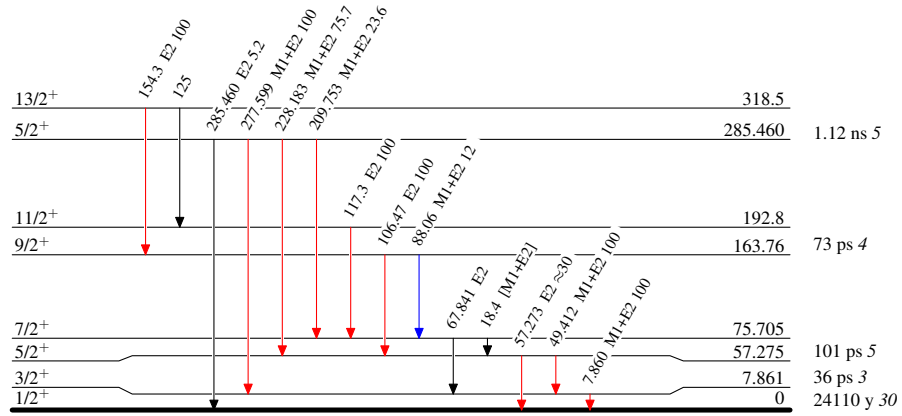 154.3 E2 100
125
285.460 E2 5.2
277.599 M1+E2 100
228.183 M1+E2 75.7
209.753 M1+E2 23.6
13/2+ 318.5
5/2+ 285.460 1.12 ns 5
117.3 E2 100
106.47 E2 100
88.06 M1+E2 12
11/2+ 192.8
9/2+ 163.76 73 ps 4
67.841 E2
18.4 [M1+E2]
57.273 E2 ≈30
49.412 M1+E2 100
7.860 M1+E2 100
7/2+ 75.705
5/2+ 57.275 101 ps 5
3/2+ 7.861 36 ps 3
1/2+ 0 24110 y 30